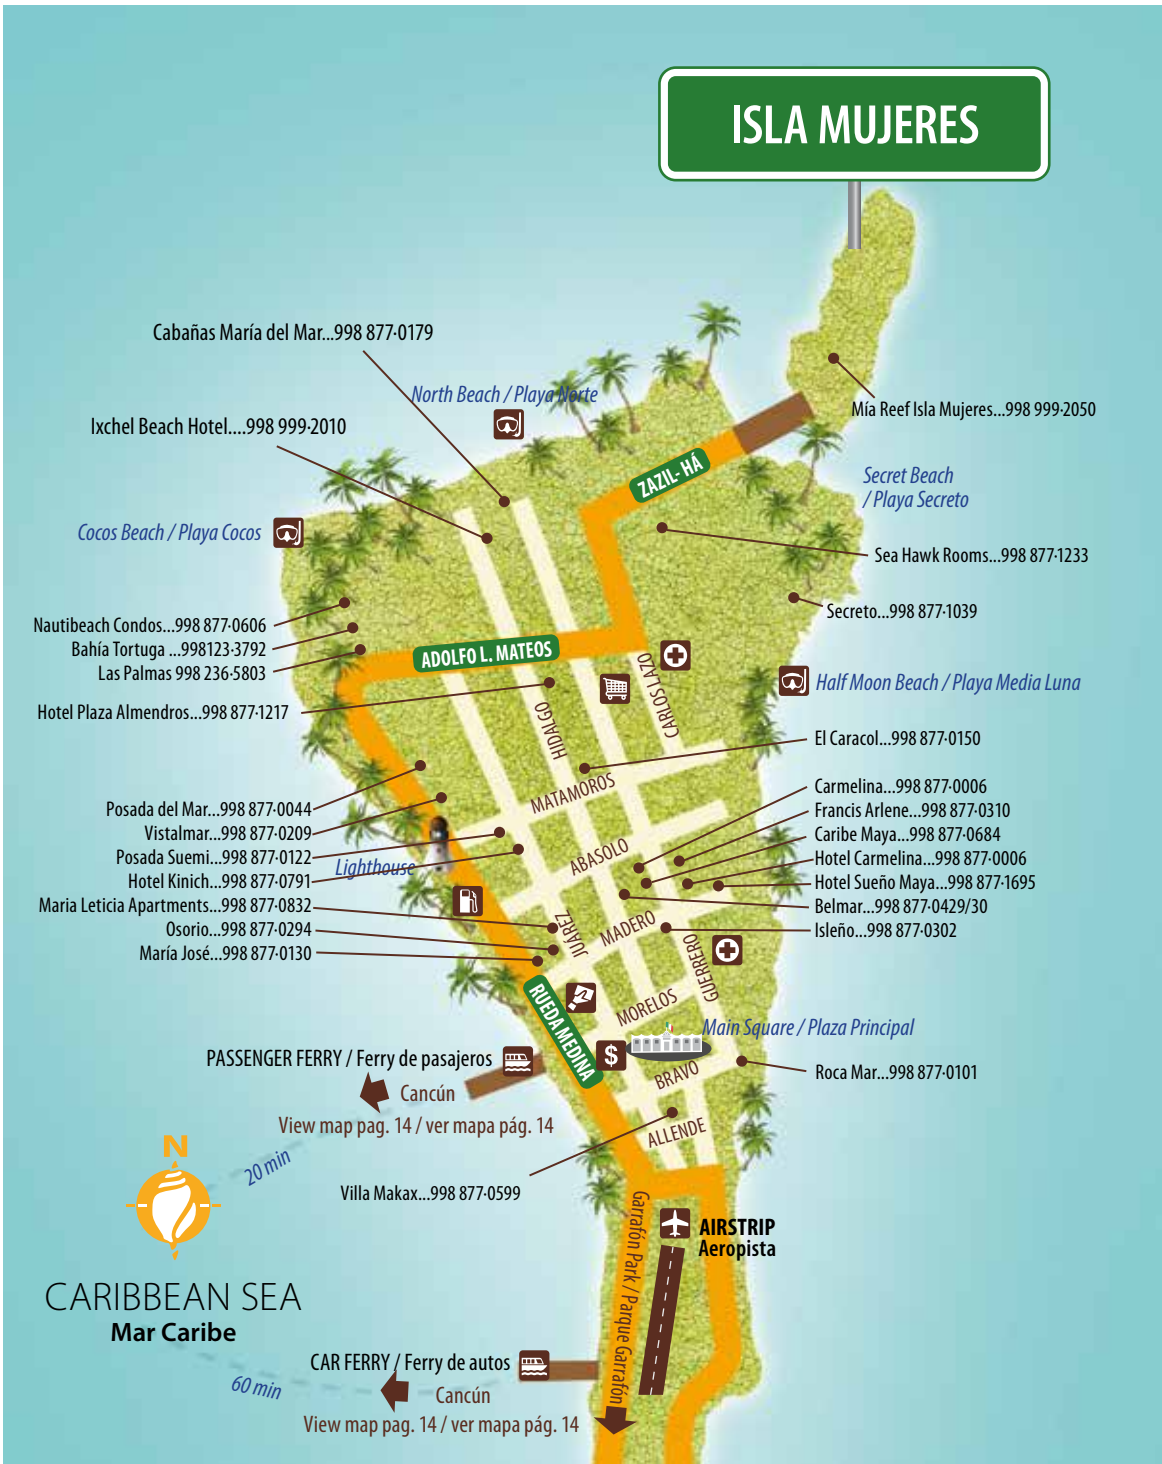 ISLA MUJERES
Cabañas María del Mar...998 877·0179
North Beach / Playa Norte
Mía Reef Isla Mujeres...998 999·2050
Ixchel Beach Hotel....998 999·2010
ZAZIL-HÁ
Secret Beach
/ Playa Secreto
Cocos Beach / Playa Cocos
Sea Hawk Rooms...998 877·1233
Secreto...998 877·1039
Nautibeach Condos...998 877·0606
Bahía Tortuga ...998123·3792
Las Palmas 998 236·5803
ADOLFO L. MATEOS
CARLOS LAZO
Half Moon Beach / Playa Media Luna
Hotel Plaza Almendros...998 877·1217
HIDALGO
El Caracol...998 877·0150
MATAMOROS
Posada del Mar...998 877·0044
Vistalmar...998 877·0209
Posada Suemi...998 877·0122
Hotel Kinich...998 877·0791
Maria Leticia Apartments...998 877·0832
Osorio...998 877·0294
María José...998 877·0130
Lighthouse
ABASOLO
Carmelina...998 877·0006
Francis Arlene...998 877·0310
Caribe Maya...998 877·0684
Hotel Carmelina...998 877·0006
Hotel Sueño Maya...998 877·1695
Belmar...998 877·0429/30
Isleño...998 877·0302
JUÁREZ
MADERO
GUERRERO
RUEDA MEDINA
MORELOS
Main Square / Plaza Principal
$
BRAVO
Roca Mar...998 877·0101
PASSENGER FERRY / Ferry de pasajeros
Cancún
View map pag. 14 / ver mapa pág. 14
ALLENDE
N
20 min
Villa Makax...998 877·0599
Garrafón Park / Parque Garrafón
AIRSTRIP
Aeropista
CARIBBEAN SEA
Mar Caribe
CAR FERRY / Ferry de autos
60 min
Cancún
View map pag. 14 / ver mapa pág. 14